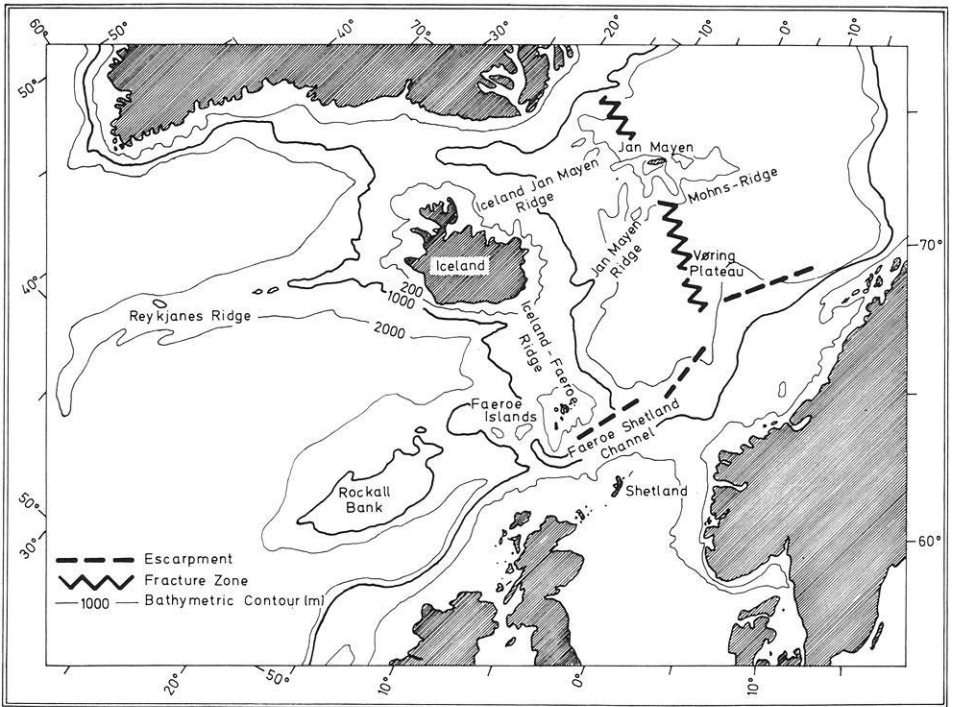 60° 50° 40° 70° 30° 20° 10° 0° 10°
50°
40°
50°
30°
70°
60°
Jan Mayen
Iceland Jan Mayen
Ridge
Mohns-Ridge
Jan Mayen
Ridge
Vøring
Plateau
Iceland
200
1000
2000
Reykjanes Ridge
Iceland-Faeroe
Ridge
Faeroe
Islands
Faeroe Shetland
Channel
Rockall
Bank
Shetland
Escarpment
Fracture Zone
1000 Bathymetric Contour (m)
20° 50° 10° 0° 10°